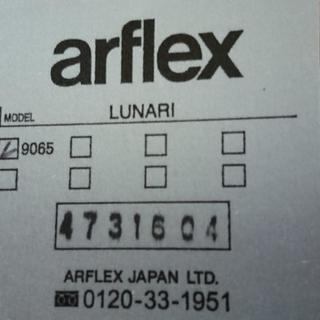 arflex
MODEL LUNARI
9065
4731604
ARFLEX JAPAN LTD.
0120-33-1951